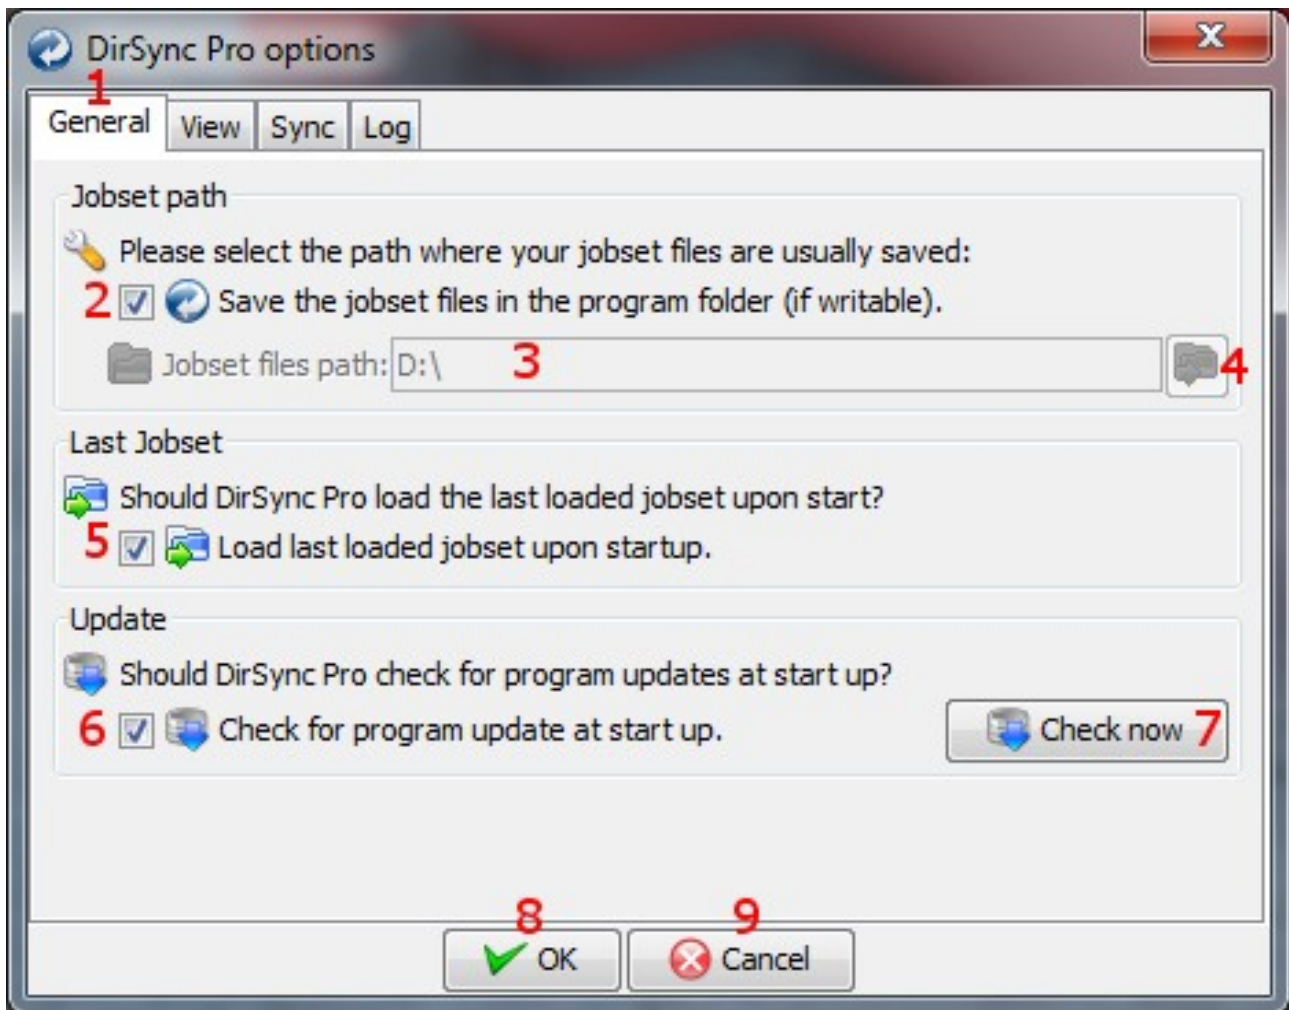 DirSync Pro options
1
General View Sync Log
Jobset path
Please select the path where your jobset files are usually saved:
2 Save the jobset files in the program folder (if writable).
Jobset files path: D:\ 3 4
Last Jobset
Should DirSync Pro load the last loaded jobset upon start?
5 Load last loaded jobset upon startup.
Update
Should DirSync Pro check for program updates at start up?
6 Check for program update at start up. Check now 7
8 9
OK Cancel